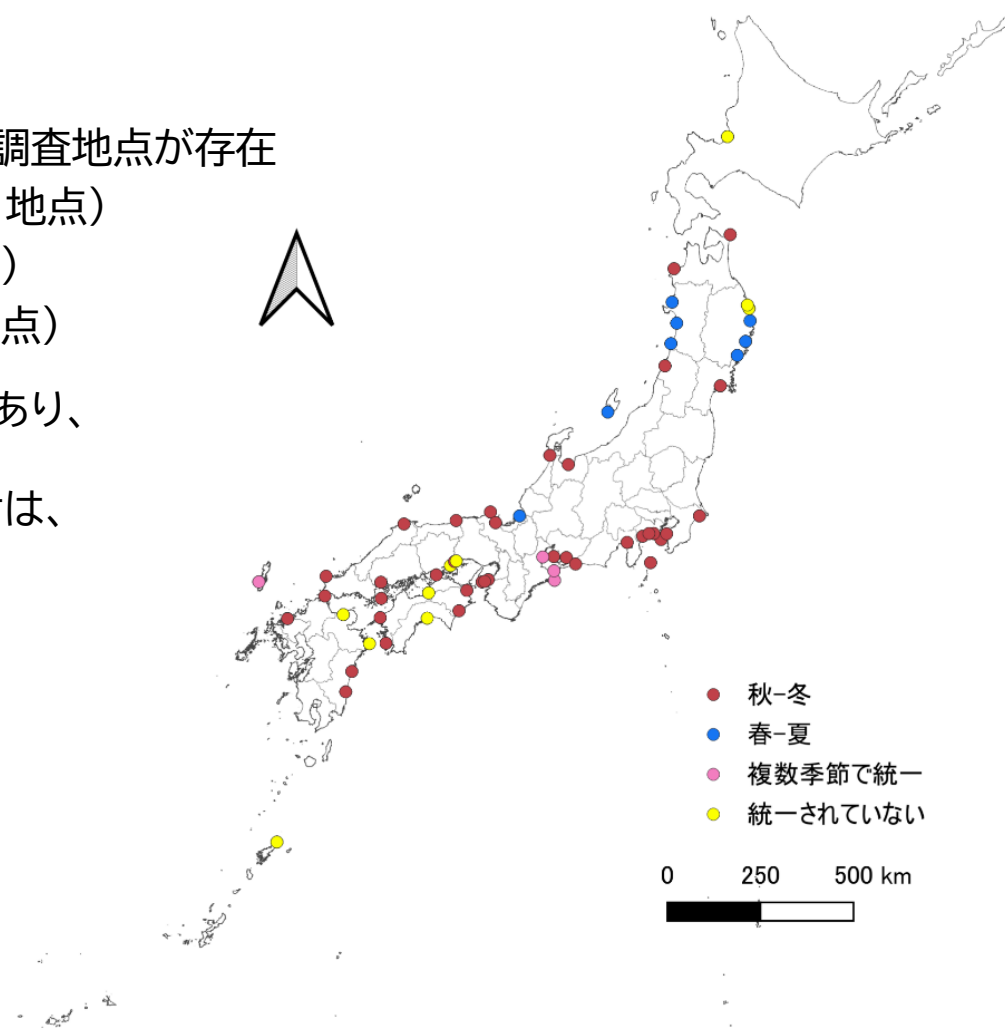 調査地点が存在
地点）
）
点）
あり、
は、
秋-冬
春-夏
複数季節で統一
統一されていない
0 250 500 km